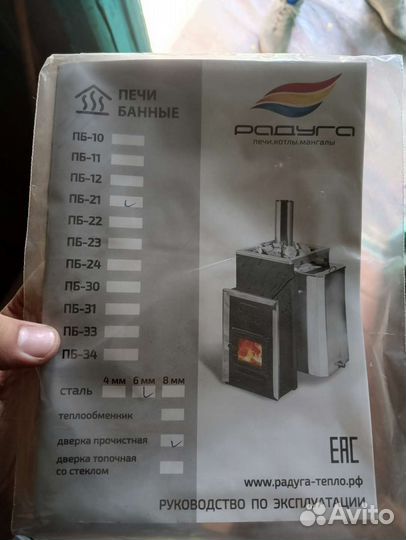 ПЕЧИ
БАННЫЕ
ПБ-10
ПБ-11
ПБ-12
ПБ-21
ПБ-22
ПБ-23
ПБ-24
ПБ-30
ПБ-31
ПБ-33
ПБ-34
4 мм 6 мм 8 мм
сталь
теплообменник
дверка прочистная
дверка топочная
со стеклом
РАДУГА
ПЕЧИ.КОТЛЫ.МАНГАЛЫ
EAC
www.радуга-тепло.рф
РУКОВОДСТВО ПО ЭКСПЛУАТАЦИИ
Avito